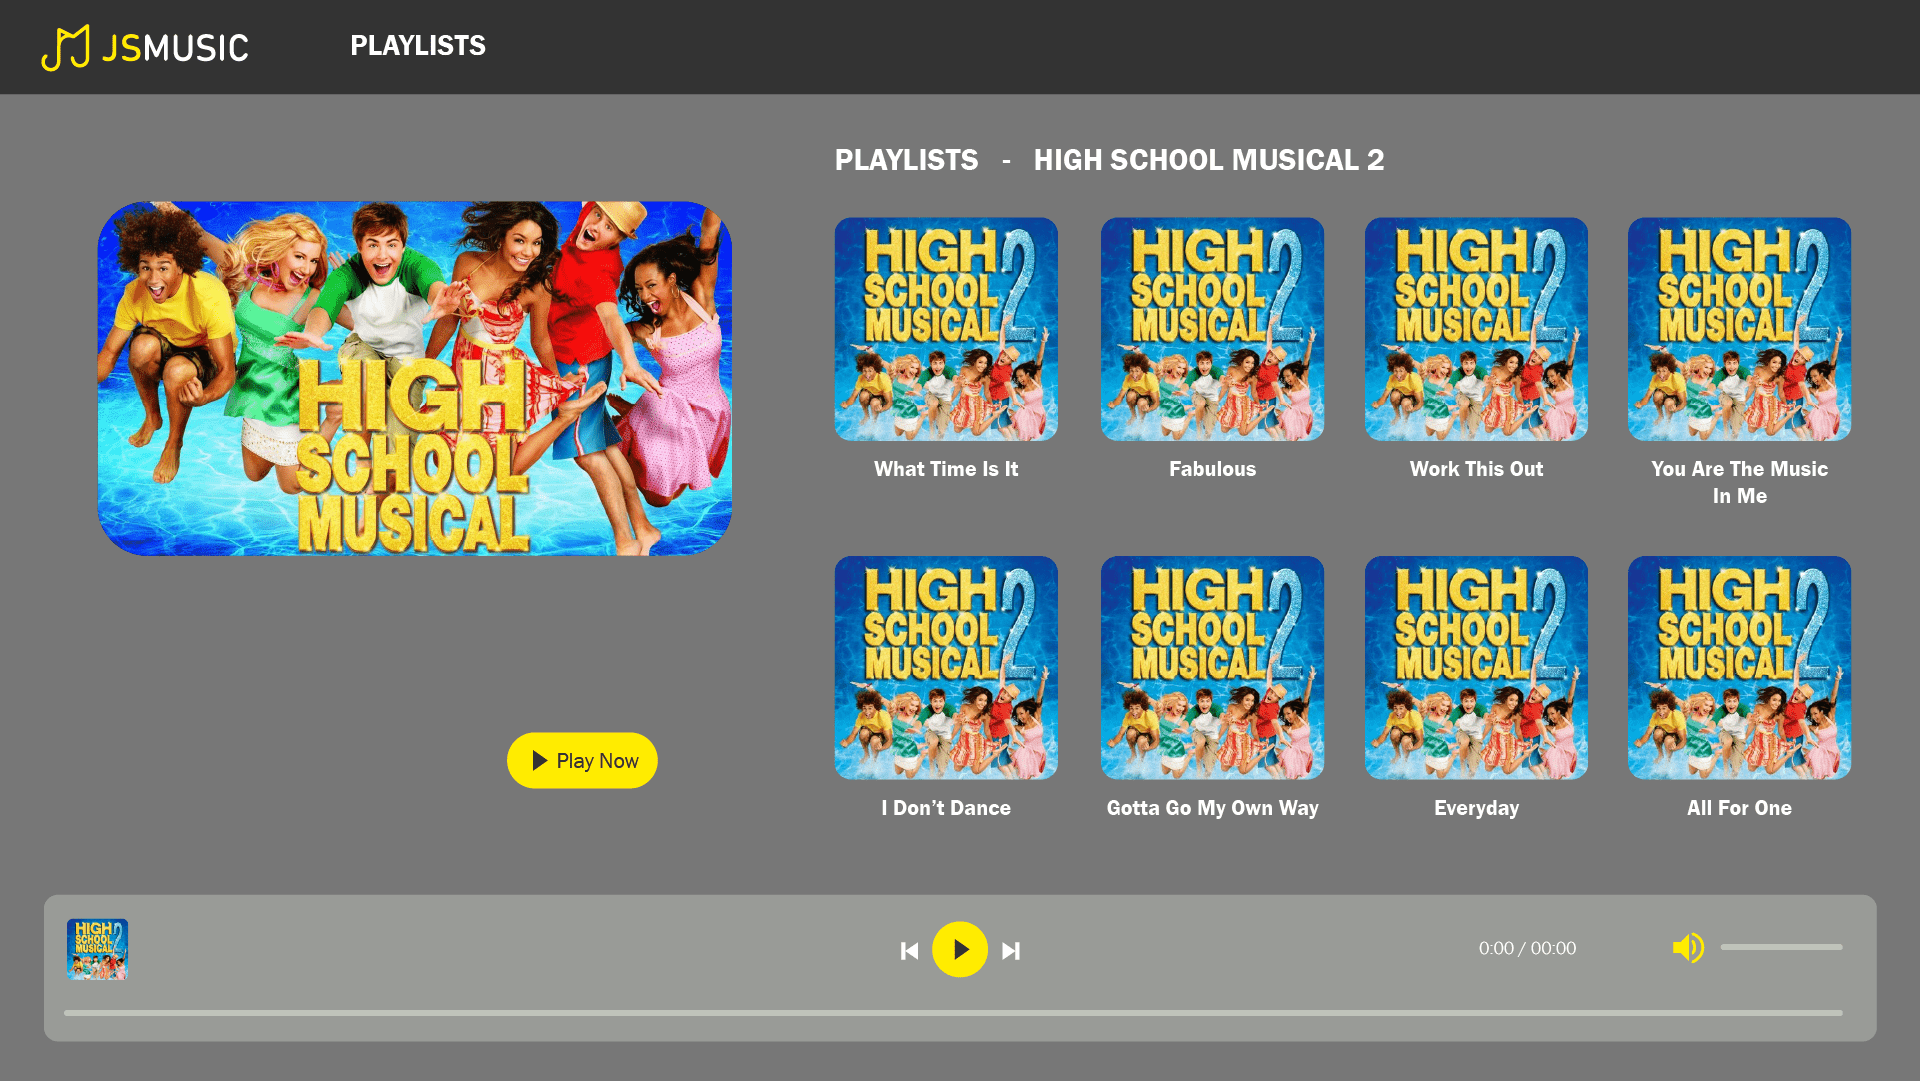 JSMUSIC
PLAYLISTS
PLAYLISTS - HIGH SCHOOL MUSICAL 2
HIGH
SCHOOL
MUSICAL
HIGH
SCHOOL
MUSICAL
2
HIGH
SCHOOL
MUSICAL
2
HIGH
SCHOOL
MUSICAL
2
HIGH
SCHOOL
MUSICAL
2
What Time Is It
Fabulous
Work This Out
You Are The Music
In Me
HIGH
SCHOOL
MUSICAL
2
HIGH
SCHOOL
MUSICAL
2
HIGH
SCHOOL
MUSICAL
2
HIGH
SCHOOL
MUSICAL
2
Play Now
I Don’t Dance
Gotta Go My Own Way
Everyday
All For One
HIGH
SCHOOL
MUSICAL
2
0:00 / 00:00